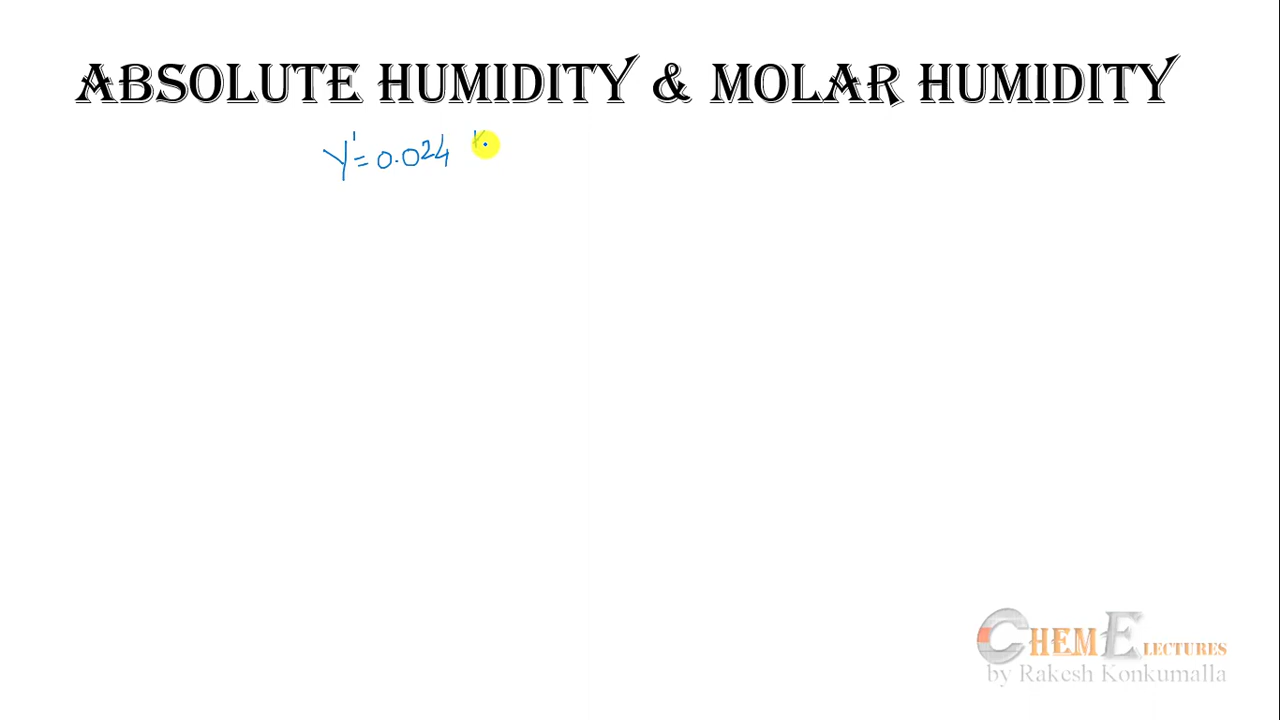 ABSOLUTE HUMIDITY & MOLAR HUMIDITY
Y'= 0.024
CHEME LECTURES
by Rakesh Konkumalla